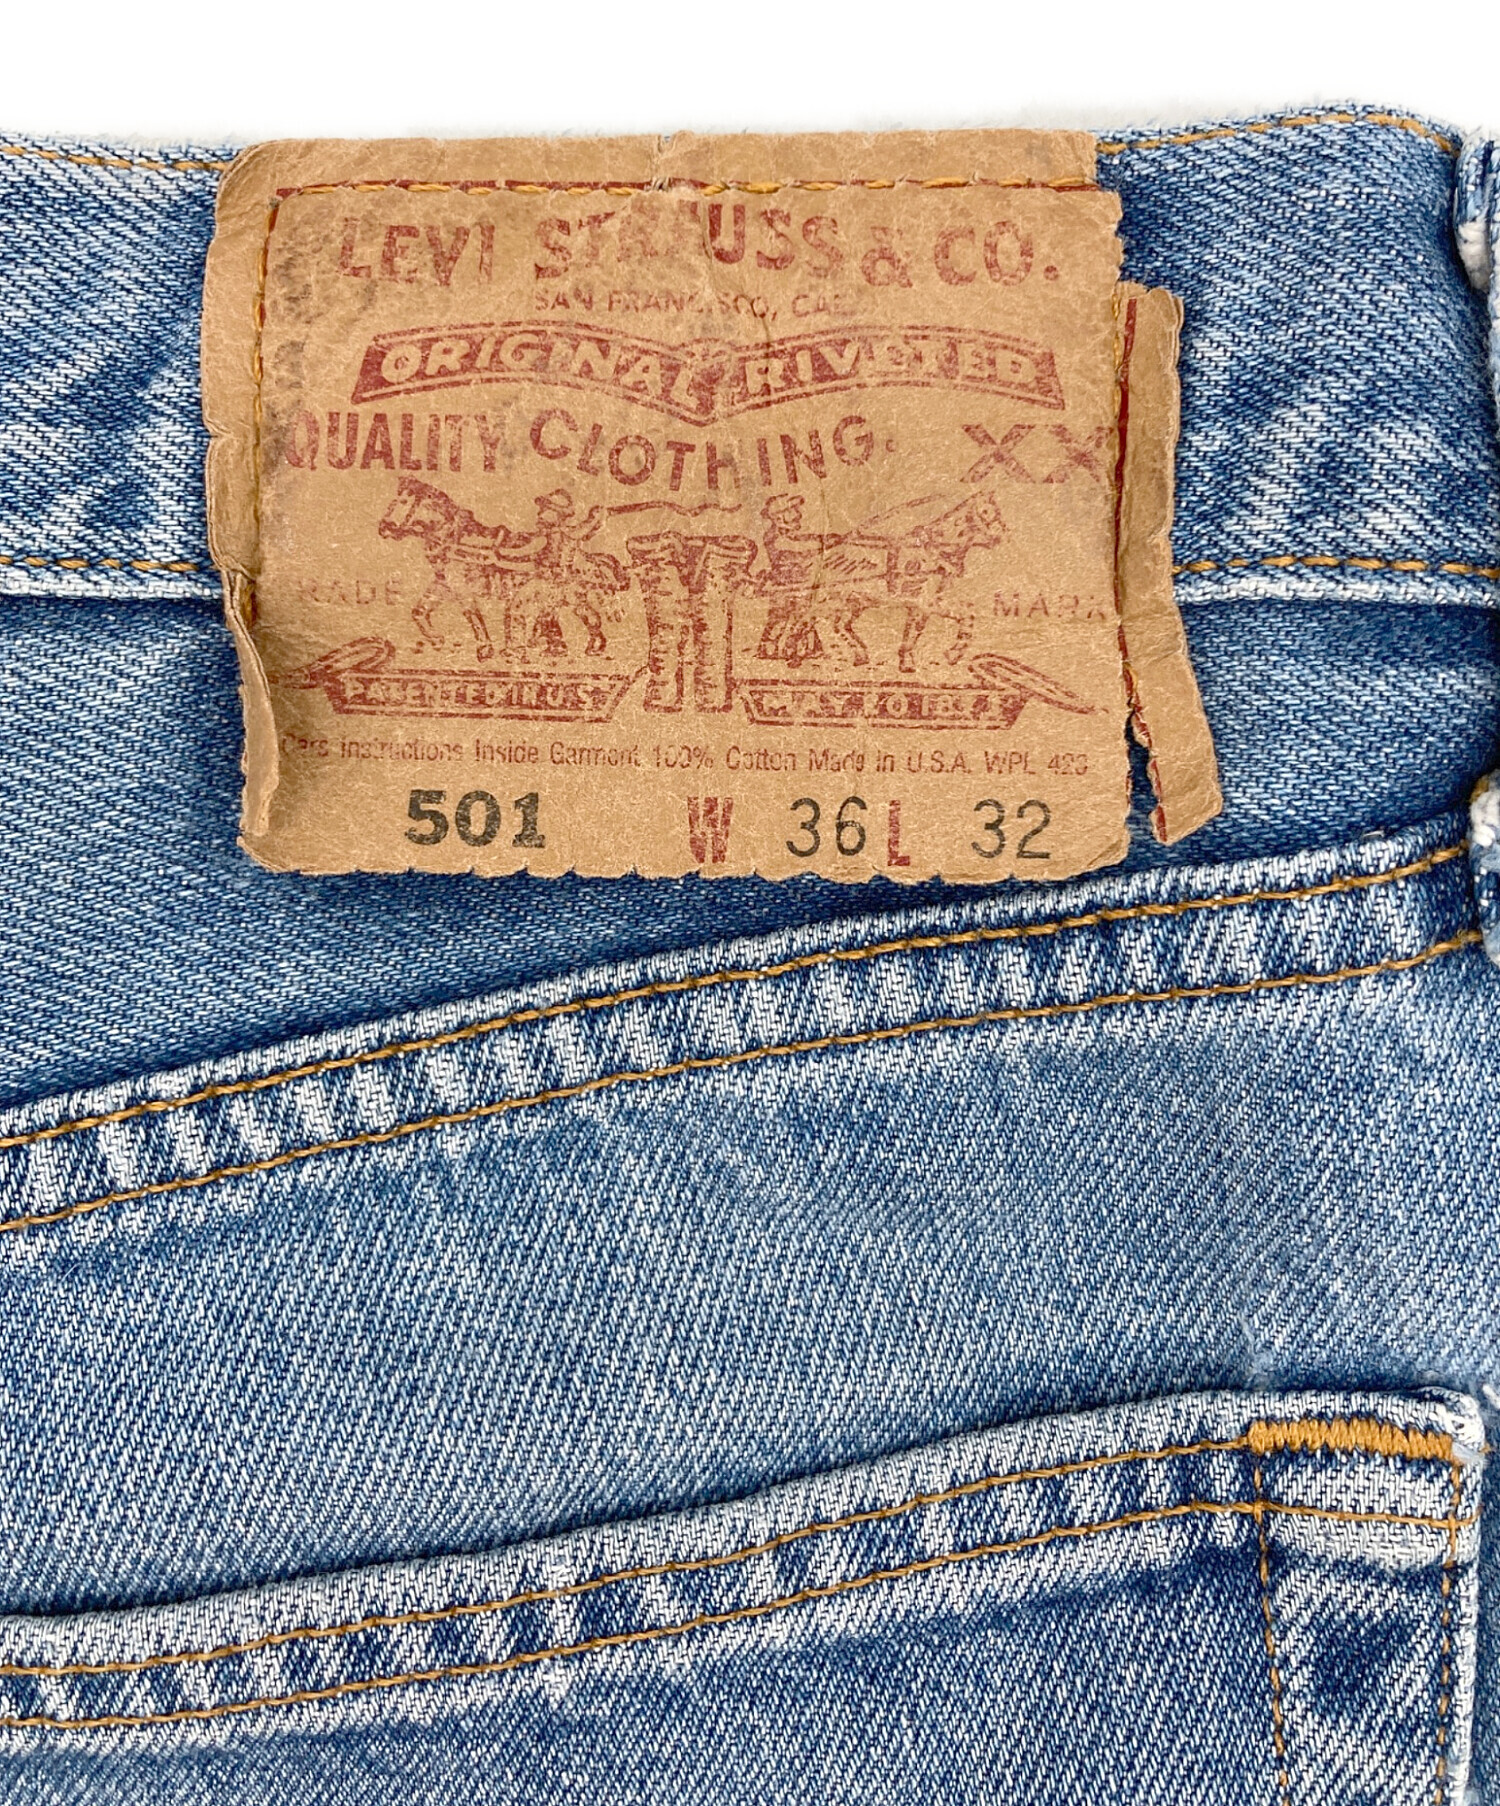 LEVI STRAUSS & CO.
SAN FRANCISCO, CAL
ORIGINAL RIVETED
QUALITY CLOTHING. XX
TRADE MARK
PATENTED IN U.S. MAY 20 1873
Care Instructions Inside Garment 100% Cotton Made in U.S.A. WPL 423
501 W 36 L 32